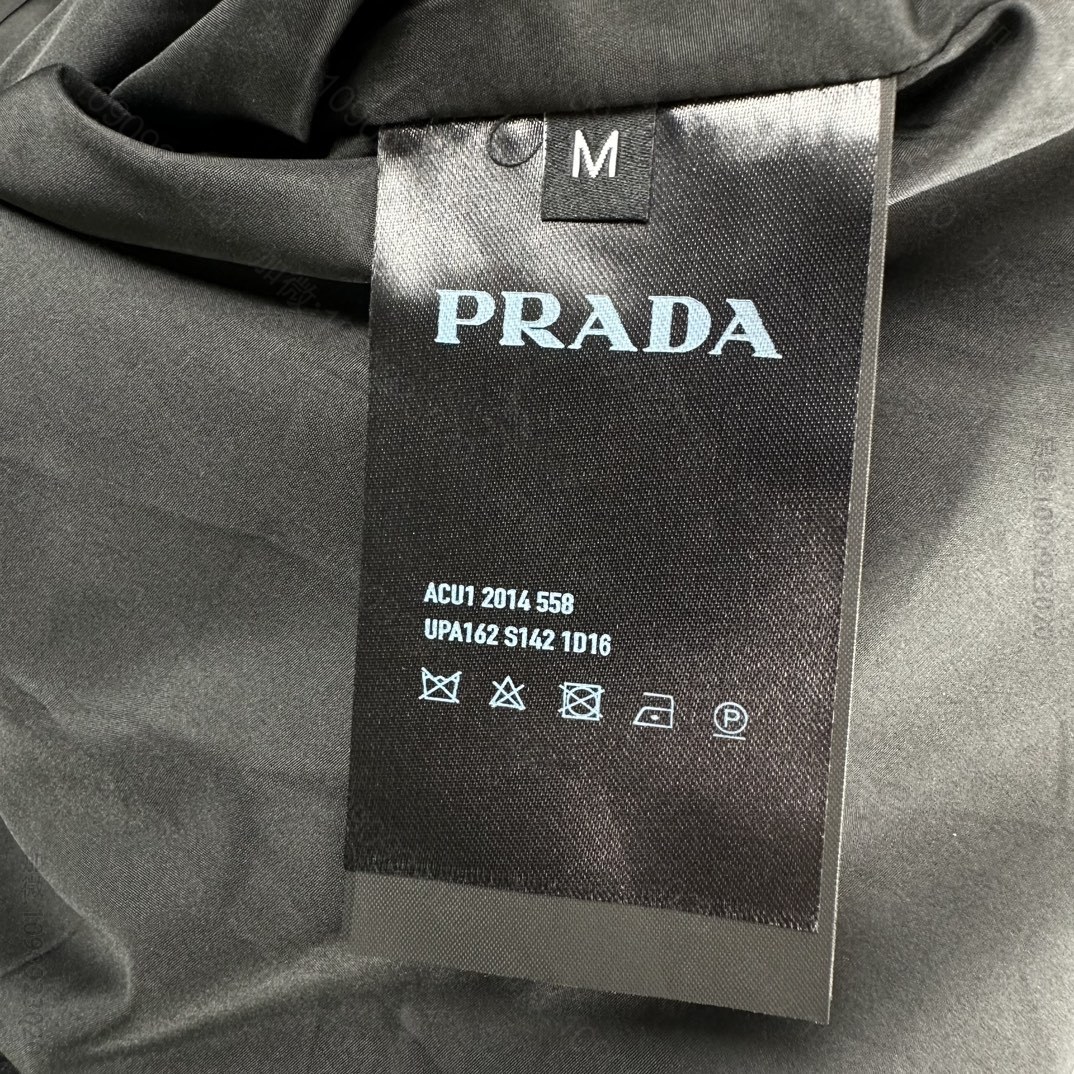 M
PRADA
ACU1 2014 558
UPA162 S142 1D16
P